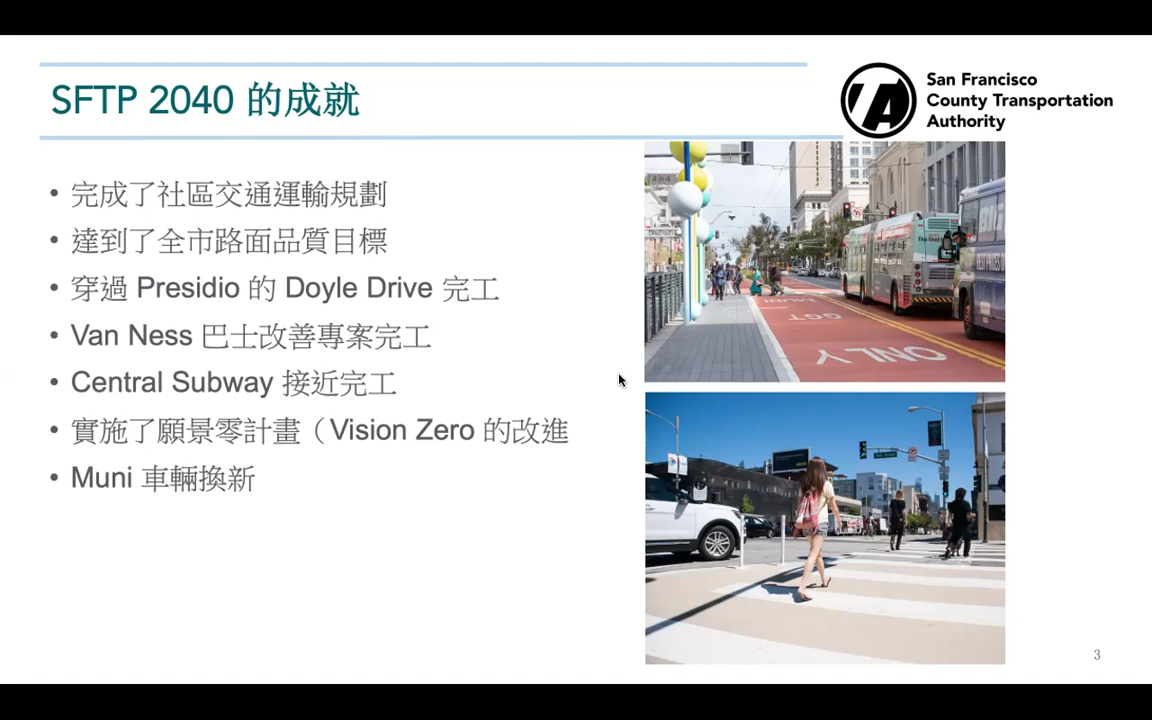 SFTP 2040 的成就
San Francisco
County Transportation
Authority
• 完成了社區交通運輸規劃
• 達到了全市路面品質目標
• 穿過 Presidio 的 Doyle Drive 完工
• Van Ness 巴士改善專案完工
• Central Subway 接近完工
• 實施了願景零計畫（Vision Zero 的改進
• Muni 車輛換新
GGT
ONLY
3